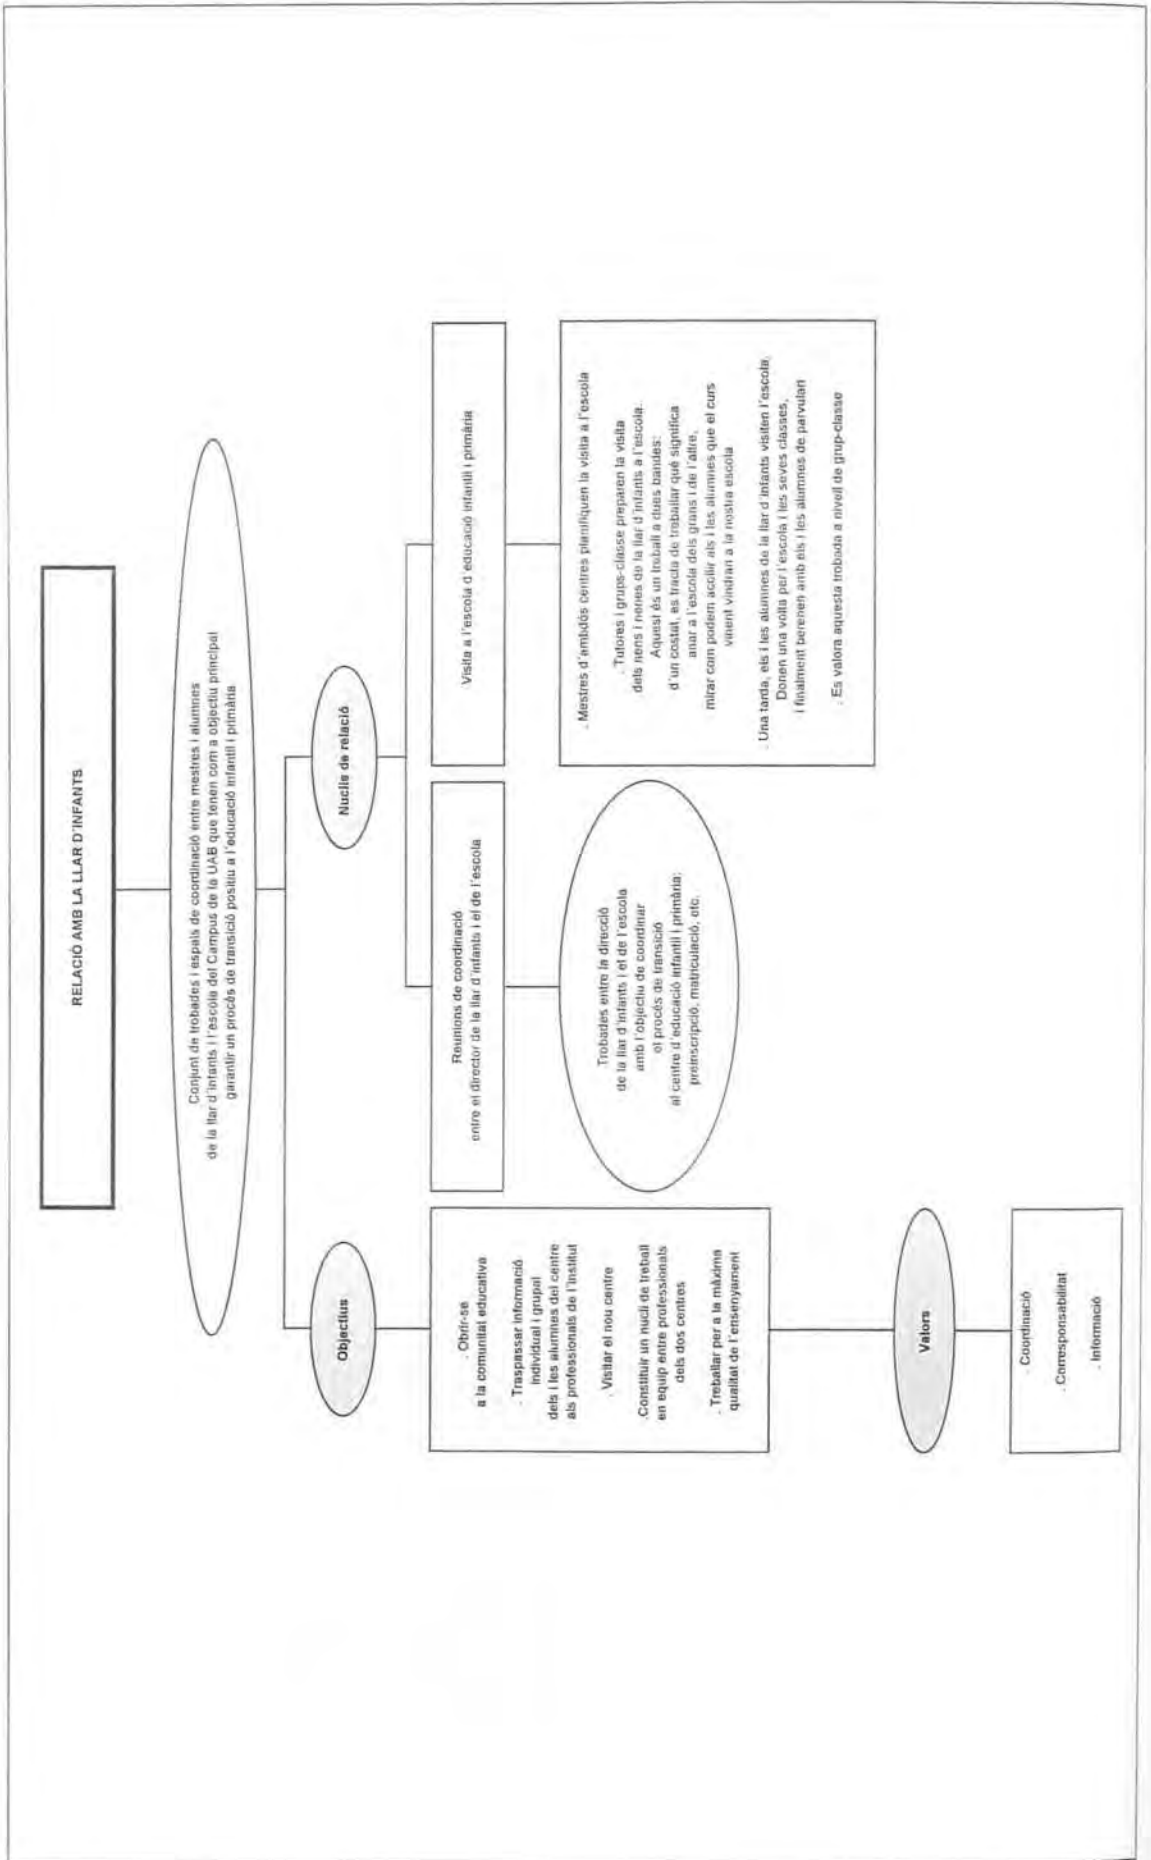 RELACIÓ AMB LA LLAR D'INFANTS
Conjunt de trobades i espais de coordinació entre mestres i alumnes
de la llar d'infants i l'escola del Campus de la UAB que tenen com a objectiu principal
garantir un procès de transició positiu a l'educació infantil i primària
Objectius
. Obrir-se
a la comunitat educativa
. Traspassar informació
individual i grupal
dels i les alumnes del centre
als professionals de l'institut
. Visitar el nou centre
.Constituir un nucli de treball
en equip entre professionals
dels dos centres
. Treballar per a la màxima
qualitat de l'ensenyament
Valors
. Coordinació
. Corresponsabilitat
. Informació
Nuclis de relació
Reunions de coordinació
entre el director de la llar d'infants i el de l'escola
Trobades entre la direcció
de la llar d'infants i el de l'escola
amb l'objectiu de coordinar
el procés de transició
al centre d'educació infantil i primària:
preinscripció, matriculació, etc.
Visita a l'escola d'educació infantil i primària
. Mestres d'ambdós centres planifiquen la visita a l'escola
. Tutores i grups-classe preparen la visita
dels nens i nenes de la llar d'infants a l'escola.
Aquest és un treball a dues bandes:
d'un costat, es tracta de treballar què significa
anar a l'escola dels grans i de l'altre,
mirar com podem acollir als i les alumnes que el curs
vinent vindran a la nostra escola
. Una tarda, els i les alumnes de la llar d'infants visiten l'escola.
Donen una volta per l'escola i les seves classes,
i finalment berenen amb els i les alumnes de parvulari
. Es valora aquesta trobada a nivell de grup-classe